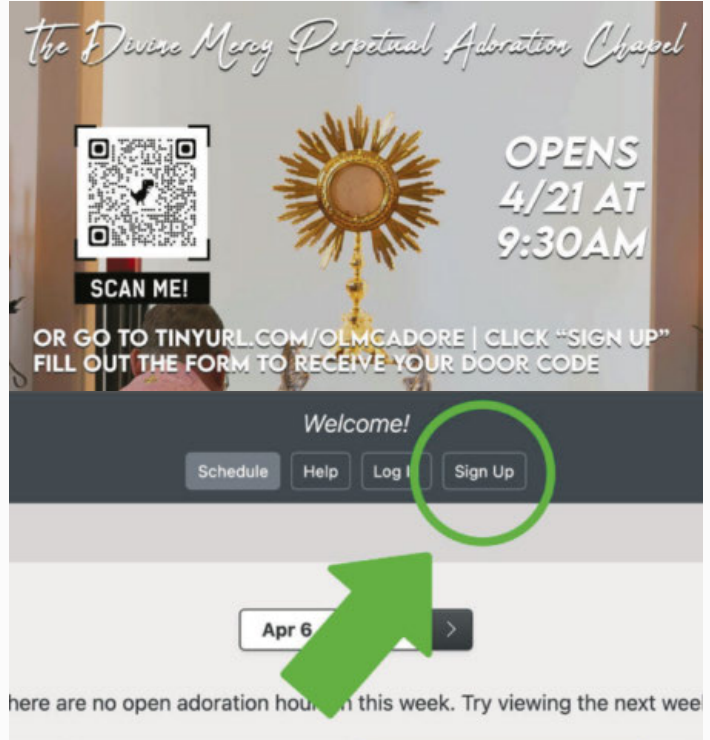 The Divine Mercy Perpetual Adoration Chapel
OPENS
4/21 AT
9:30AM
SCAN ME!
OR GO TO TINYURL.COM/OLMCADORE | CLICK “SIGN UP”
FILL OUT THE FORM TO RECEIVE YOUR DOOR CODE
Welcome!
Schedule Help Log I Sign Up
Apr 6
here are no open adoration hou n this week. Try viewing the next wee